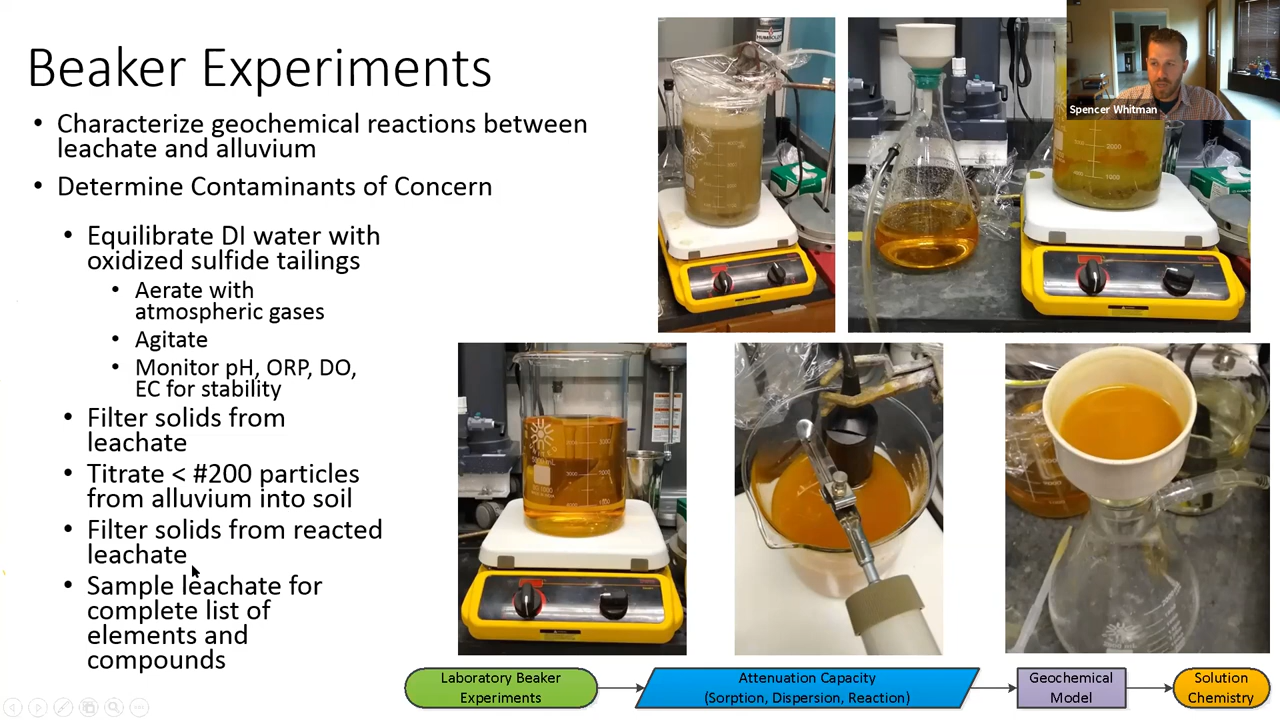 Beaker Experiments
• Characterize geochemical reactions between
leachate and alluvium
• Determine Contaminants of Concern
• Equilibrate DI water with
oxidized sulfide tailings
• Aerate with
atmospheric gases
• Agitate
• Monitor pH, ORP, DO,
EC for stability
• Filter solids from
leachate
• Titrate < #200 particles
from alluvium into soil
• Filter solids from reacted
leachate
• Sample leachate for
complete list of
elements and
compounds
HUMBOLDT
Spencer Whitman
Laboratory Beaker
Experiments
Attenuation Capacity
(Sorption, Dispersion, Reaction)
Geochemical
Model
Solution
Chemistry